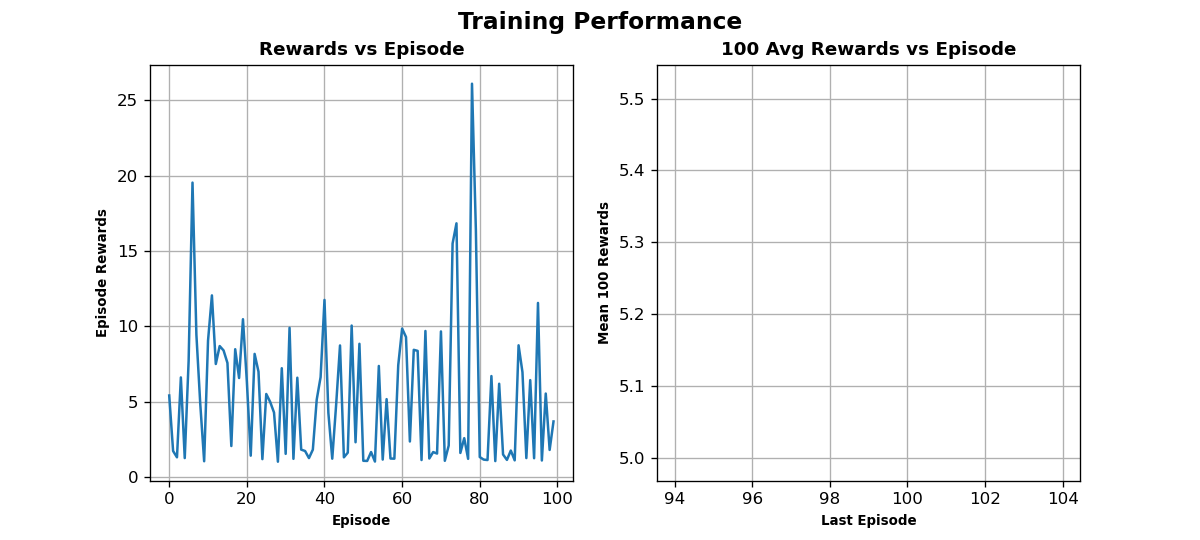 Training Performance
Rewards vs Episode
25
20
15
10
5
0
Episode Rewards
0 20 40 60 80 100
Episode
100 Avg Rewards vs Episode
5.5
5.4
5.3
5.2
5.1
5.0
Mean 100 Rewards
94 96 98 100 102 104
Last Episode